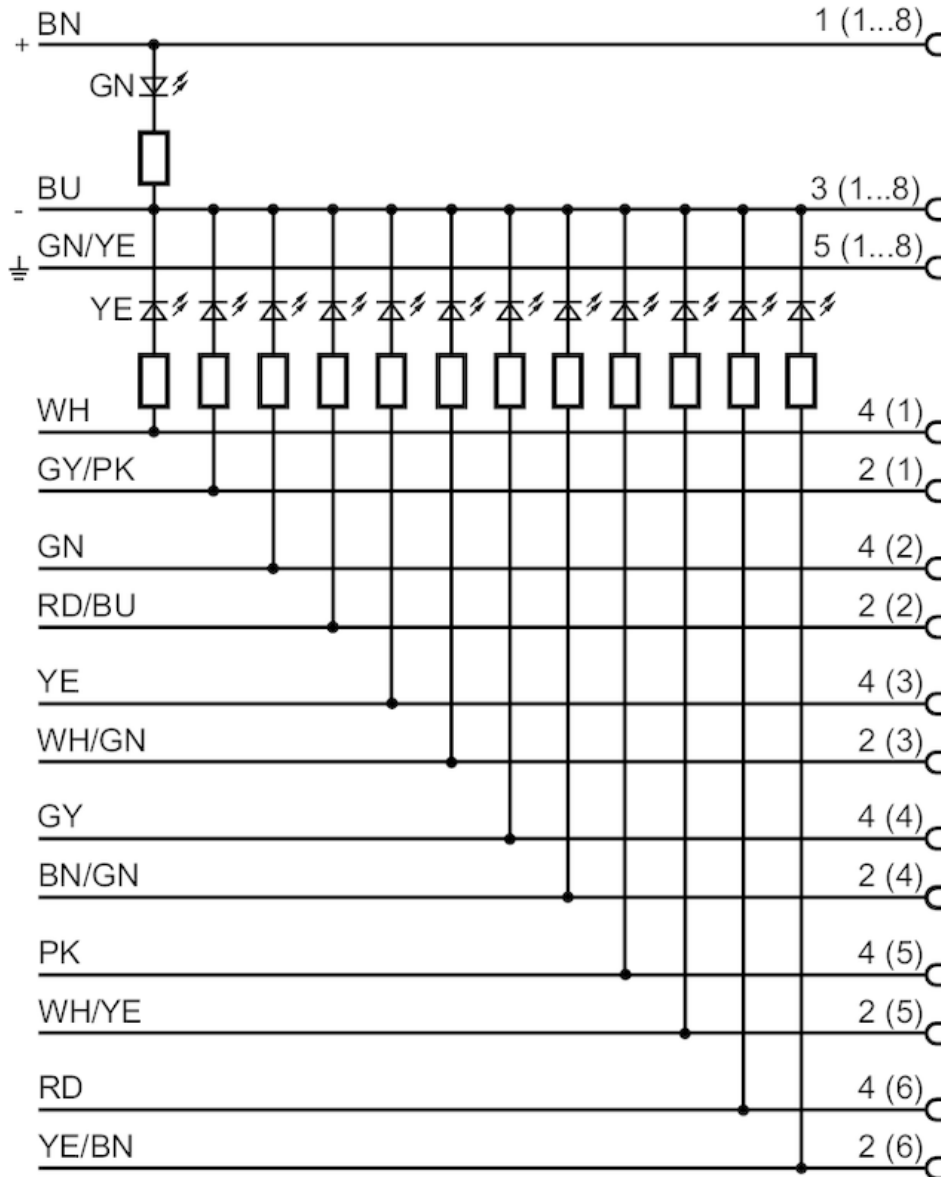 BN 1 (1...8)
+
GN
BU 3 (1...8)
-
GN/YE 5 (1...8)
YE
WH 4 (1)
GY/PK 2 (1)
GN 4 (2)
RD/BU 2 (2)
YE 4 (3)
WH/GN 2 (3)
GY 4 (4)
BN/GN 2 (4)
PK 4 (5)
WH/YE 2 (5)
RD 4 (6)
YE/BN 2 (6)